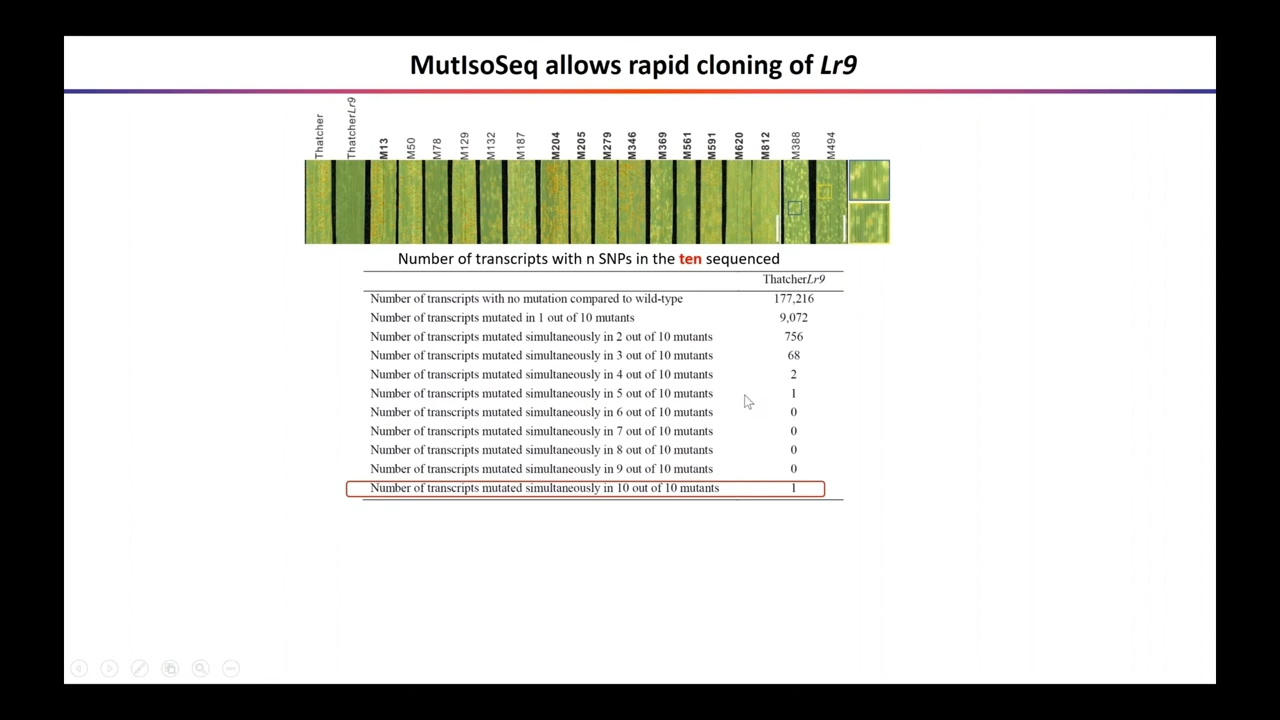 MutIsoSeq allows rapid cloning of Lr9
Thatcher
ThatcherLr9
M13
M50
M78
M129
M132
M187
M204
M205
M279
M346
M369
M561
M591
M620
M812
M388
M494
Number of transcripts with n SNPs in the ten sequenced
ThatcherLr9
Number of transcripts with no mutation compared to wild-type 177,216
Number of transcripts mutated in 1 out of 10 mutants 9,072
Number of transcripts mutated simultaneously in 2 out of 10 mutants 756
Number of transcripts mutated simultaneously in 3 out of 10 mutants 68
Number of transcripts mutated simultaneously in 4 out of 10 mutants 2
Number of transcripts mutated simultaneously in 5 out of 10 mutants 1
Number of transcripts mutated simultaneously in 6 out of 10 mutants 0
Number of transcripts mutated simultaneously in 7 out of 10 mutants 0
Number of transcripts mutated simultaneously in 8 out of 10 mutants 0
Number of transcripts mutated simultaneously in 9 out of 10 mutants 0
Number of transcripts mutated simultaneously in 10 out of 10 mutants 1